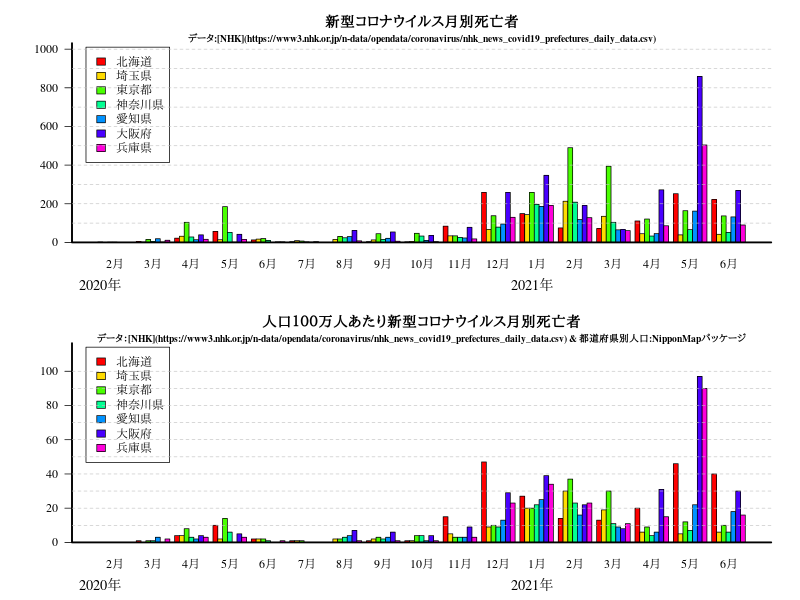 新型コロナウイルス月別死亡者
データ:[NHK](https://www3.nhk.or.jp/n-data/opendata/coronavirus/nhk_news_covid19_prefectures_daily_data.csv)
1000
800
600
400
200
0
北海道
埼玉県
東京都
神奈川県
愛知県
大阪府
兵庫県
2月 3月 4月 5月 6月 7月 8月 9月 10月 11月 12月 1月 2月 3月 4月 5月 6月
2020年 2021年
人口100万人あたり新型コロナウイルス月別死亡者
データ:[NHK](https://www3.nhk.or.jp/n-data/opendata/coronavirus/nhk_news_covid19_prefectures_daily_data.csv) & 都道府県別人口:NipponMapパッケージ
100
80
60
40
20
0
北海道
埼玉県
東京都
神奈川県
愛知県
大阪府
兵庫県
2月 3月 4月 5月 6月 7月 8月 9月 10月 11月 12月 1月 2月 3月 4月 5月 6月
2020年 2021年